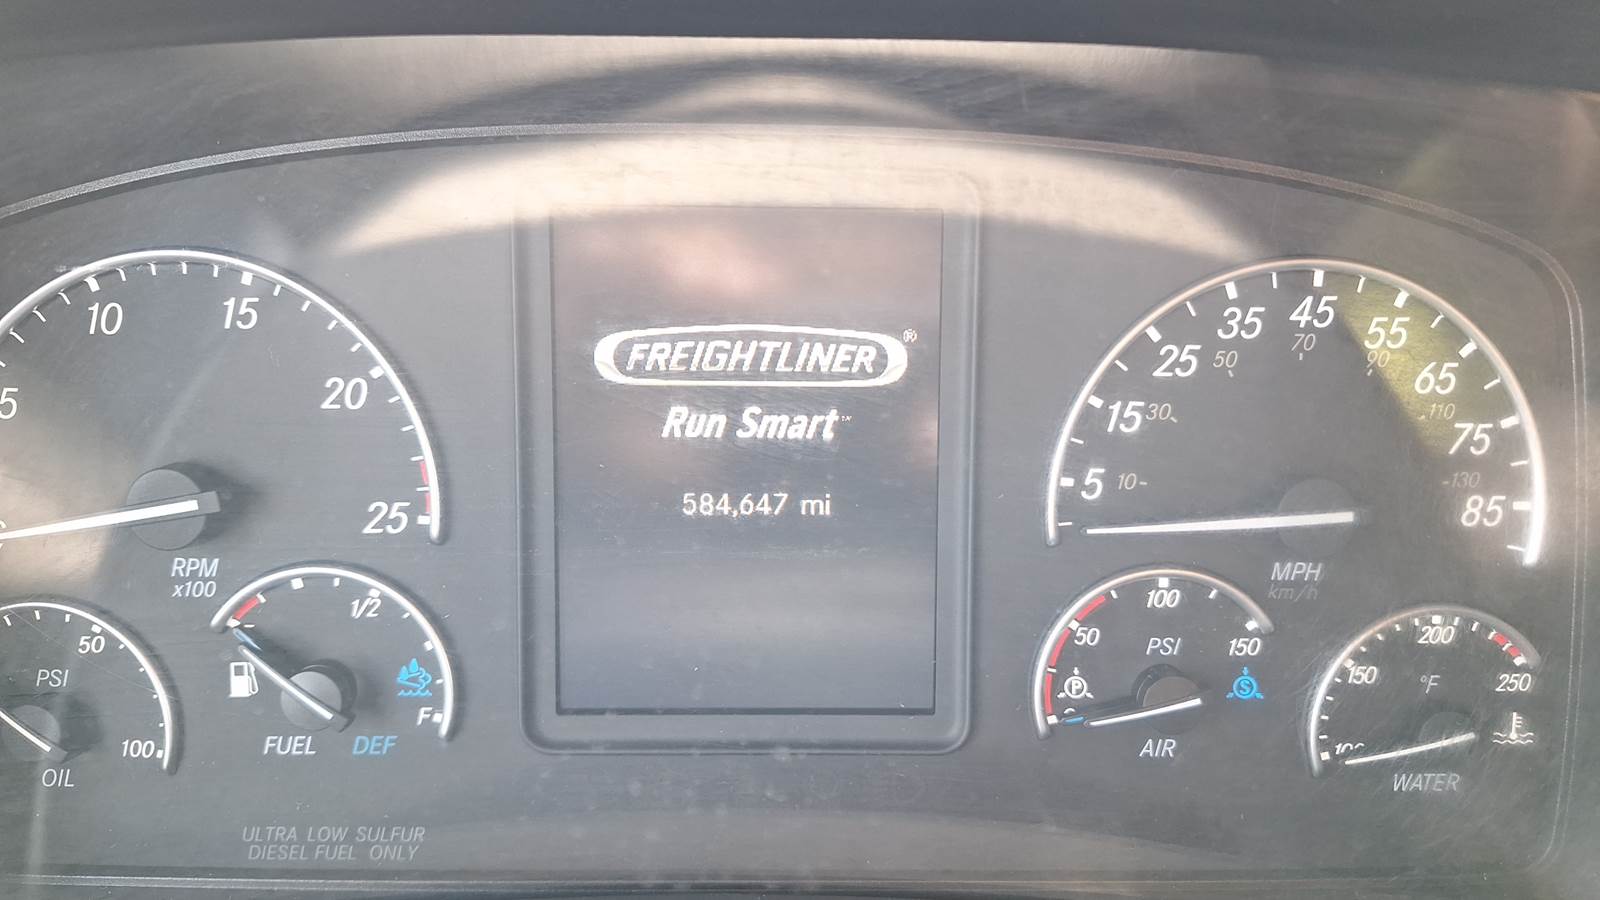 FREIGHTLINER®
Run Smart™
584,647 mi
5
10
15
20
25
RPM
x100
50
100
PSI
OIL
1/2
F
FUEL
DEF
ULTRA LOW SULFUR
DIESEL FUEL ONLY
5
15
25
35
45
55
65
75
85
10
30
50
70
90
110
130
MPH
km/h
50
100
150
PSI
P
S
AIR
100
150
200
250
°F
WATER